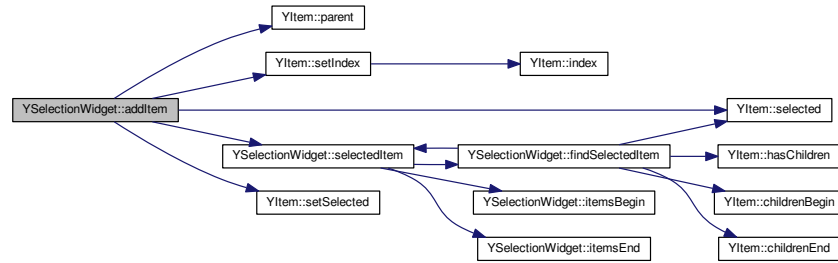 YItem::parent
YItem::setIndex
YItem::index
YSelectionWidget::addItem
YItem::selected
YSelectionWidget::selectedItem
YSelectionWidget::findSelectedItem
YItem::hasChildren
YItem::setSelected
YSelectionWidget::itemsBegin
YItem::childrenBegin
YSelectionWidget::itemsEnd
YItem::childrenEnd